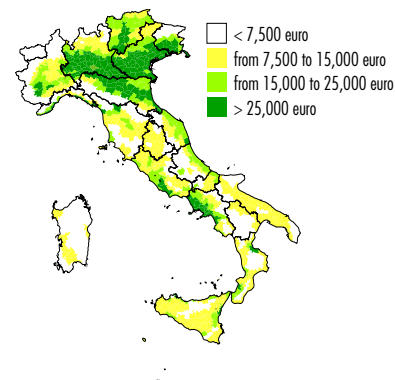 < 7,500 euro
from 7,500 to 15,000 euro
from 15,000 to 25,000 euro
> 25,000 euro